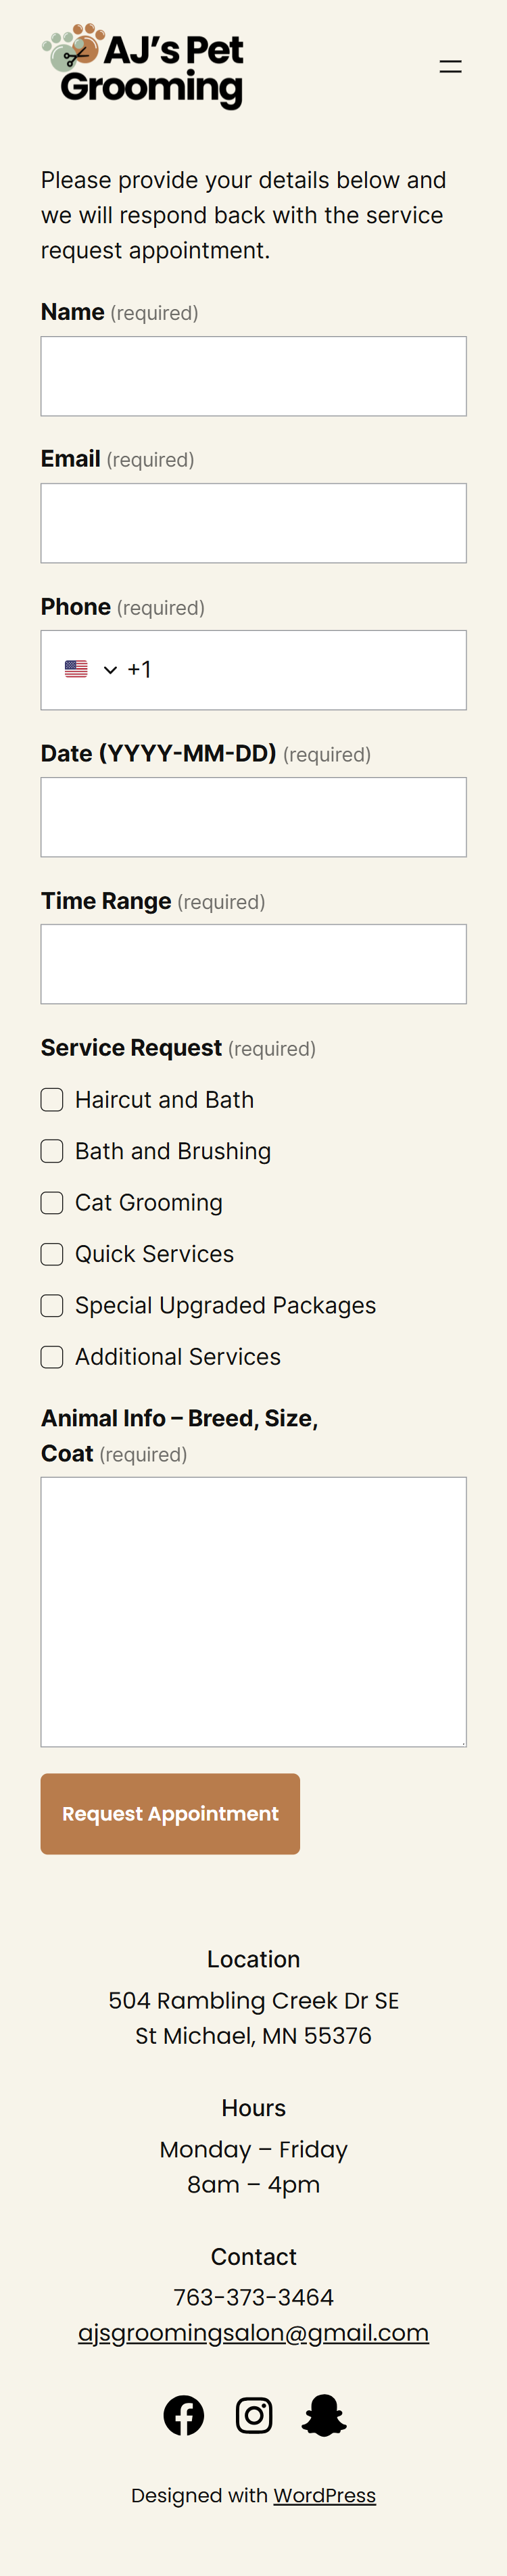 AJ's Pet
Grooming
Please provide your details below and
we will respond back with the service
request appointment.
Name (required)
Email (required)
Phone (required)
+1
Date (YYYY-MM-DD) (required)
Time Range (required)
Service Request (required)
Haircut and Bath
Bath and Brushing
Cat Grooming
Quick Services
Special Upgraded Packages
Additional Services
Animal Info – Breed, Size,
Coat (required)
Request Appointment
Location
504 Rambling Creek Dr SE
St Michael, MN 55376
Hours
Monday – Friday
8am – 4pm
Contact
763-373-3464
ajsgroomingsalon@gmail.com
Designed with WordPress